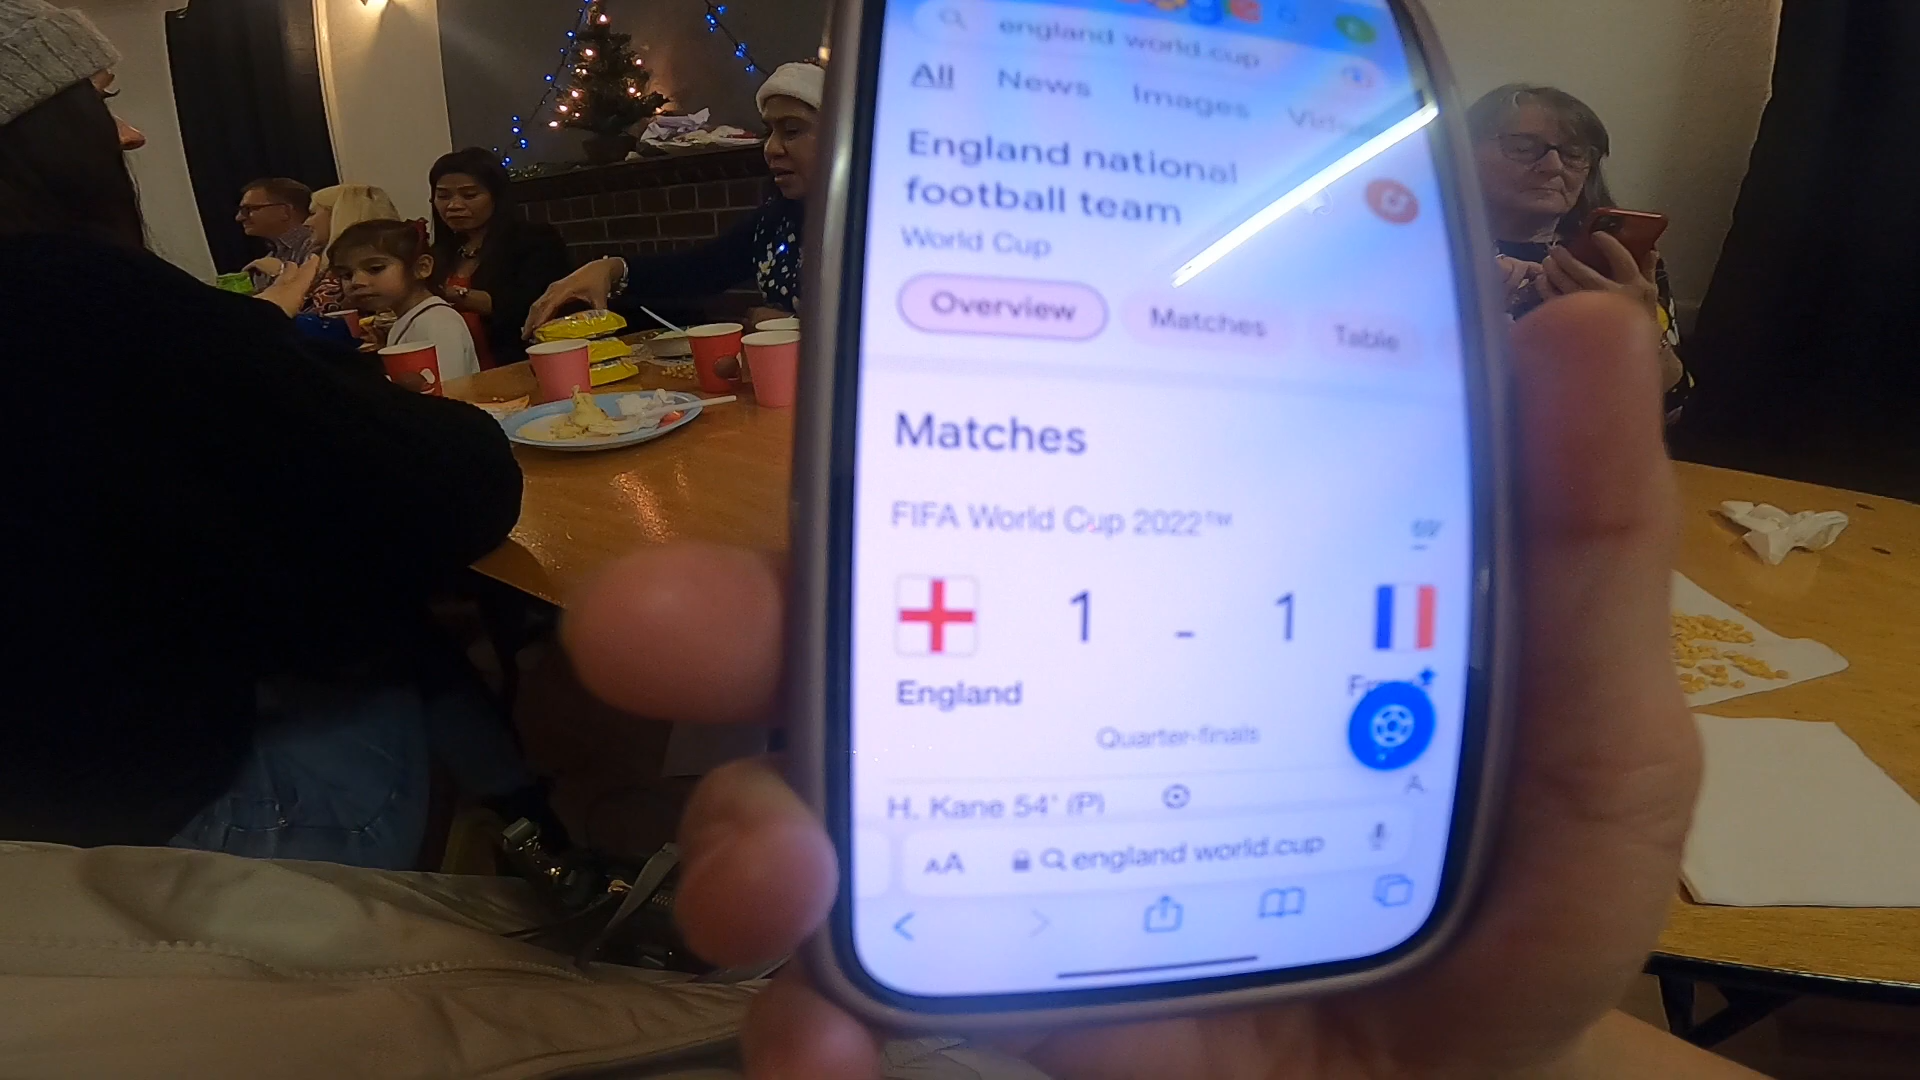 england world.cup
All News Images
England national
football team
World Cup
Overview Matches Table
Matches
FIFA World Cup 2022™
1 - 1
England
Quarter-finals
H. Kane 54' (P)
AA england world.cup